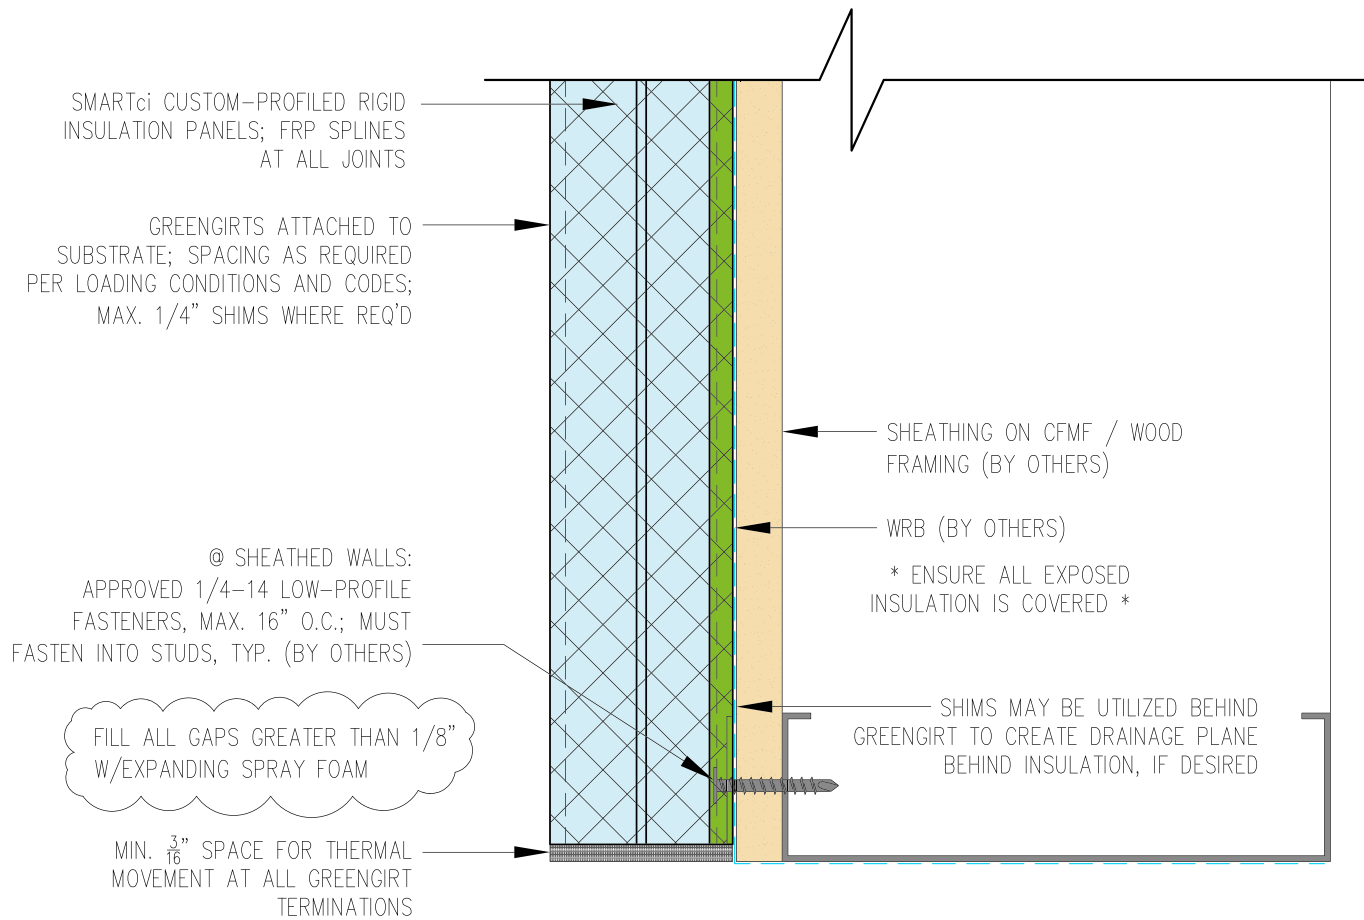 SMARTci CUSTOM–PROFILED RIGID
INSULATION PANELS; FRP SPLINES
AT ALL JOINTS
GREENGIRTS ATTACHED TO
SUBSTRATE; SPACING AS REQUIRED
PER LOADING CONDITIONS AND CODES;
MAX. 1/4” SHIMS WHERE REQ’D
@ SHEATHED WALLS:
APPROVED 1/4–14 LOW–PROFILE
FASTENERS, MAX. 16” O.C.; MUST
FASTEN INTO STUDS, TYP. (BY OTHERS)
FILL ALL GAPS GREATER THAN 1/8”
W/EXPANDING SPRAY FOAM
MIN. 3/16” SPACE FOR THERMAL
MOVEMENT AT ALL GREENGIRT
TERMINATIONS
SHEATHING ON CFMF / WOOD
FRAMING (BY OTHERS)
WRB (BY OTHERS)
* ENSURE ALL EXPOSED
INSULATION IS COVERED *
SHIMS MAY BE UTILIZED BEHIND
GREENGIRT TO CREATE DRAINAGE PLANE
BEHIND INSULATION, IF DESIRED